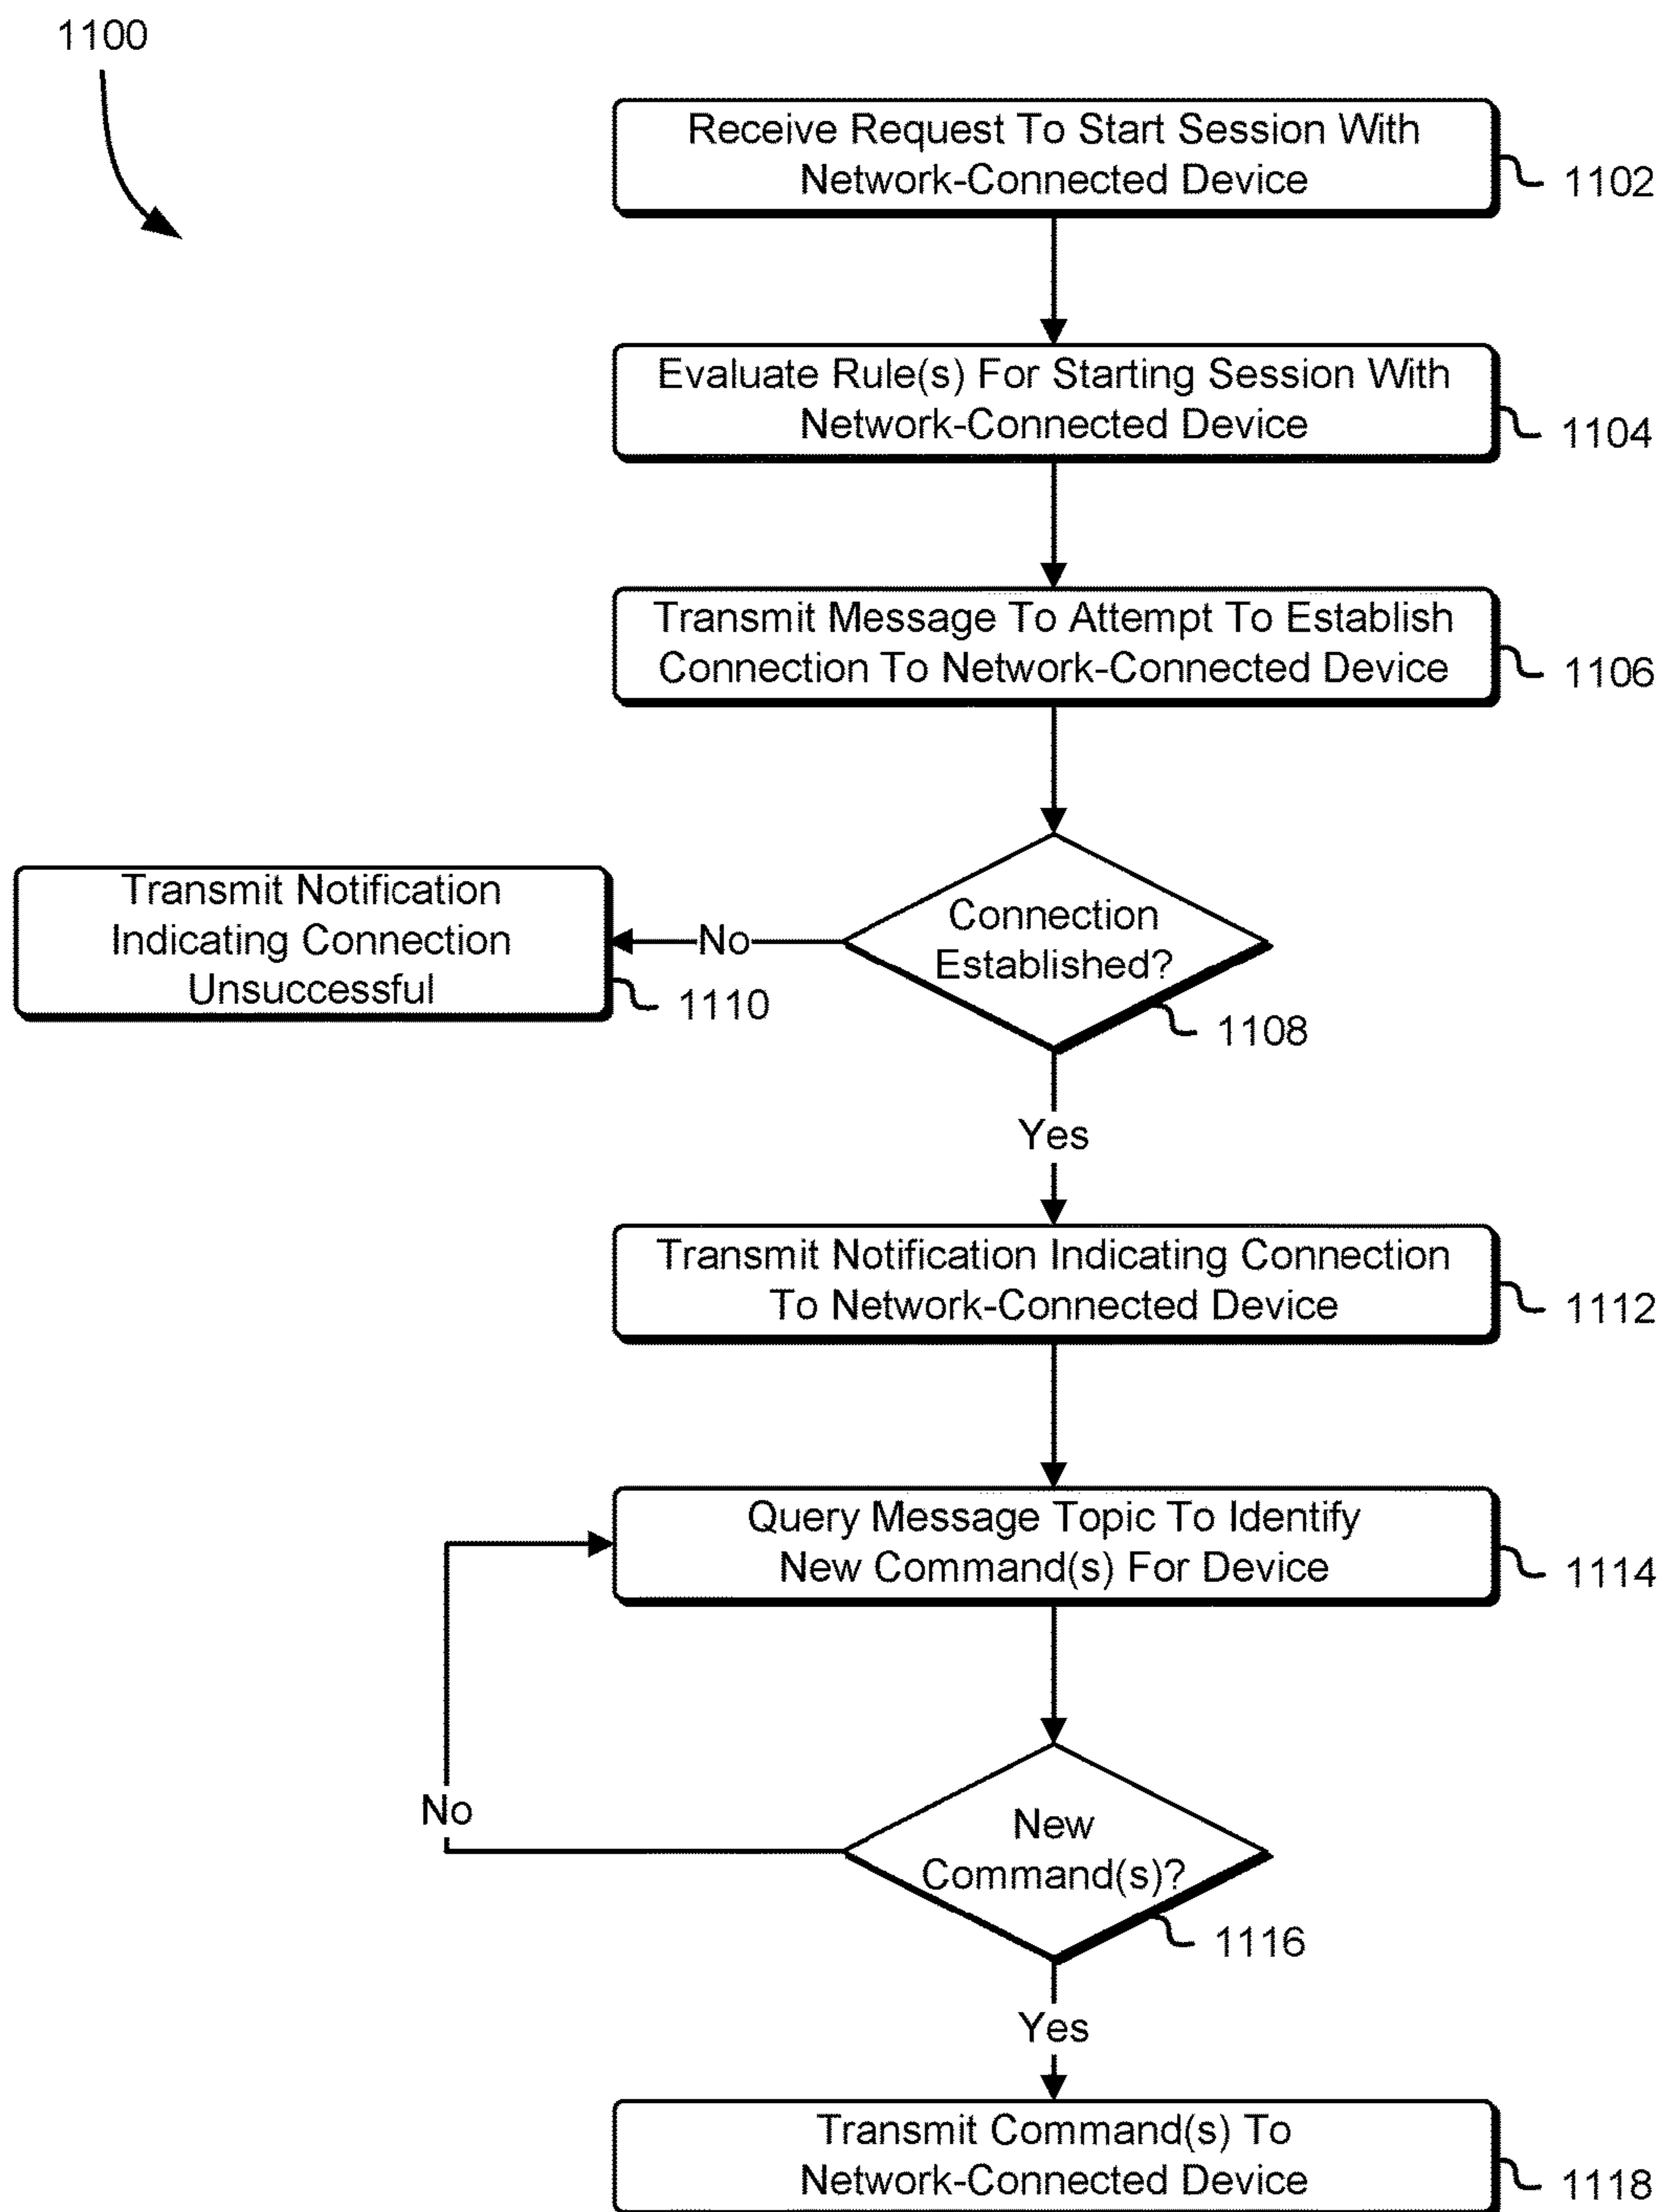 1100
Receive Request To Start Session With
Network-Connected Device
1102
Evaluate Rule(s) For Starting Session With
Network-Connected Device
1104
Transmit Message To Attempt To Establish
Connection To Network-Connected Device
1106
Connection
Established?
1108
No
Transmit Notification
Indicating Connection
Unsuccessful
1110
Yes
Transmit Notification Indicating Connection
To Network-Connected Device
1112
Query Message Topic To Identify
New Command(s) For Device
1114
New
Command(s)?
1116
No
Yes
Transmit Command(s) To
Network-Connected Device
1118